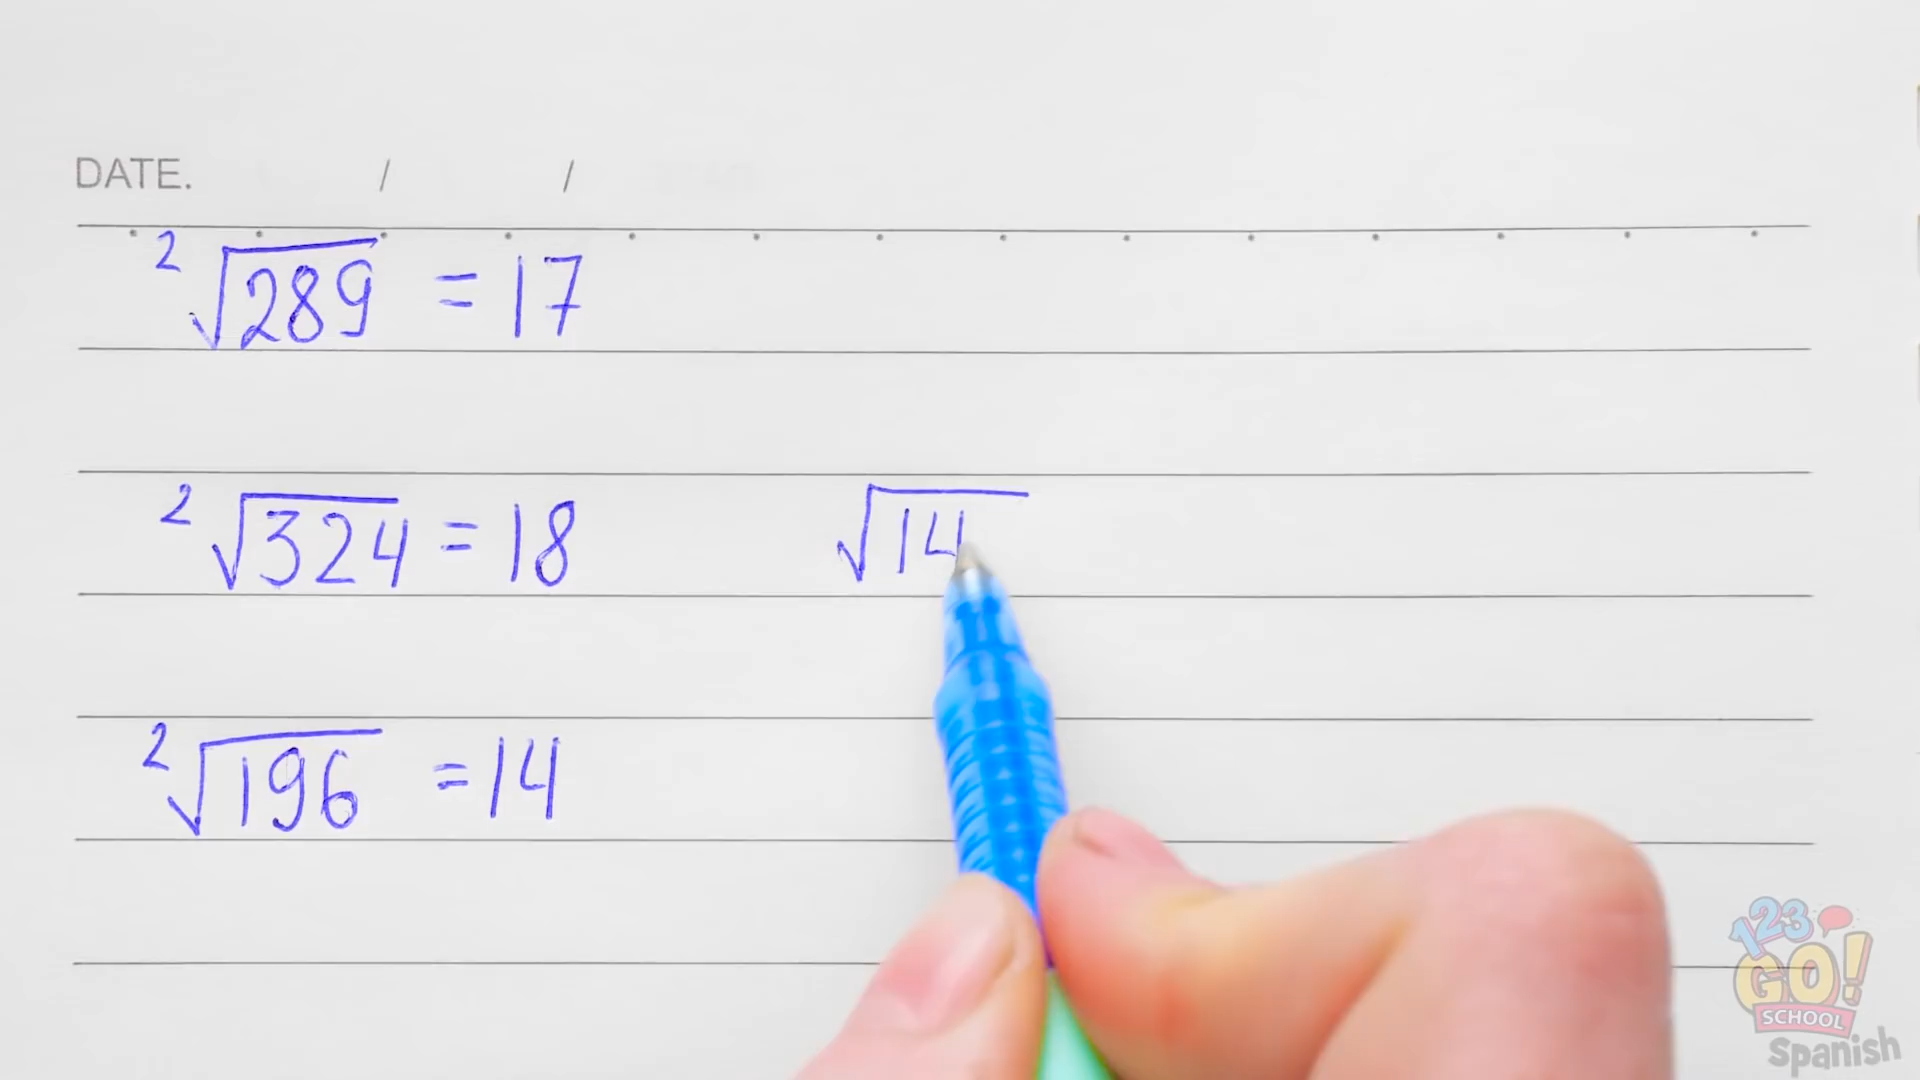 DATE. / /
²√289 = 17
²√324 = 18 √14
²√196 = 14
123 GO! SCHOOL Spanish